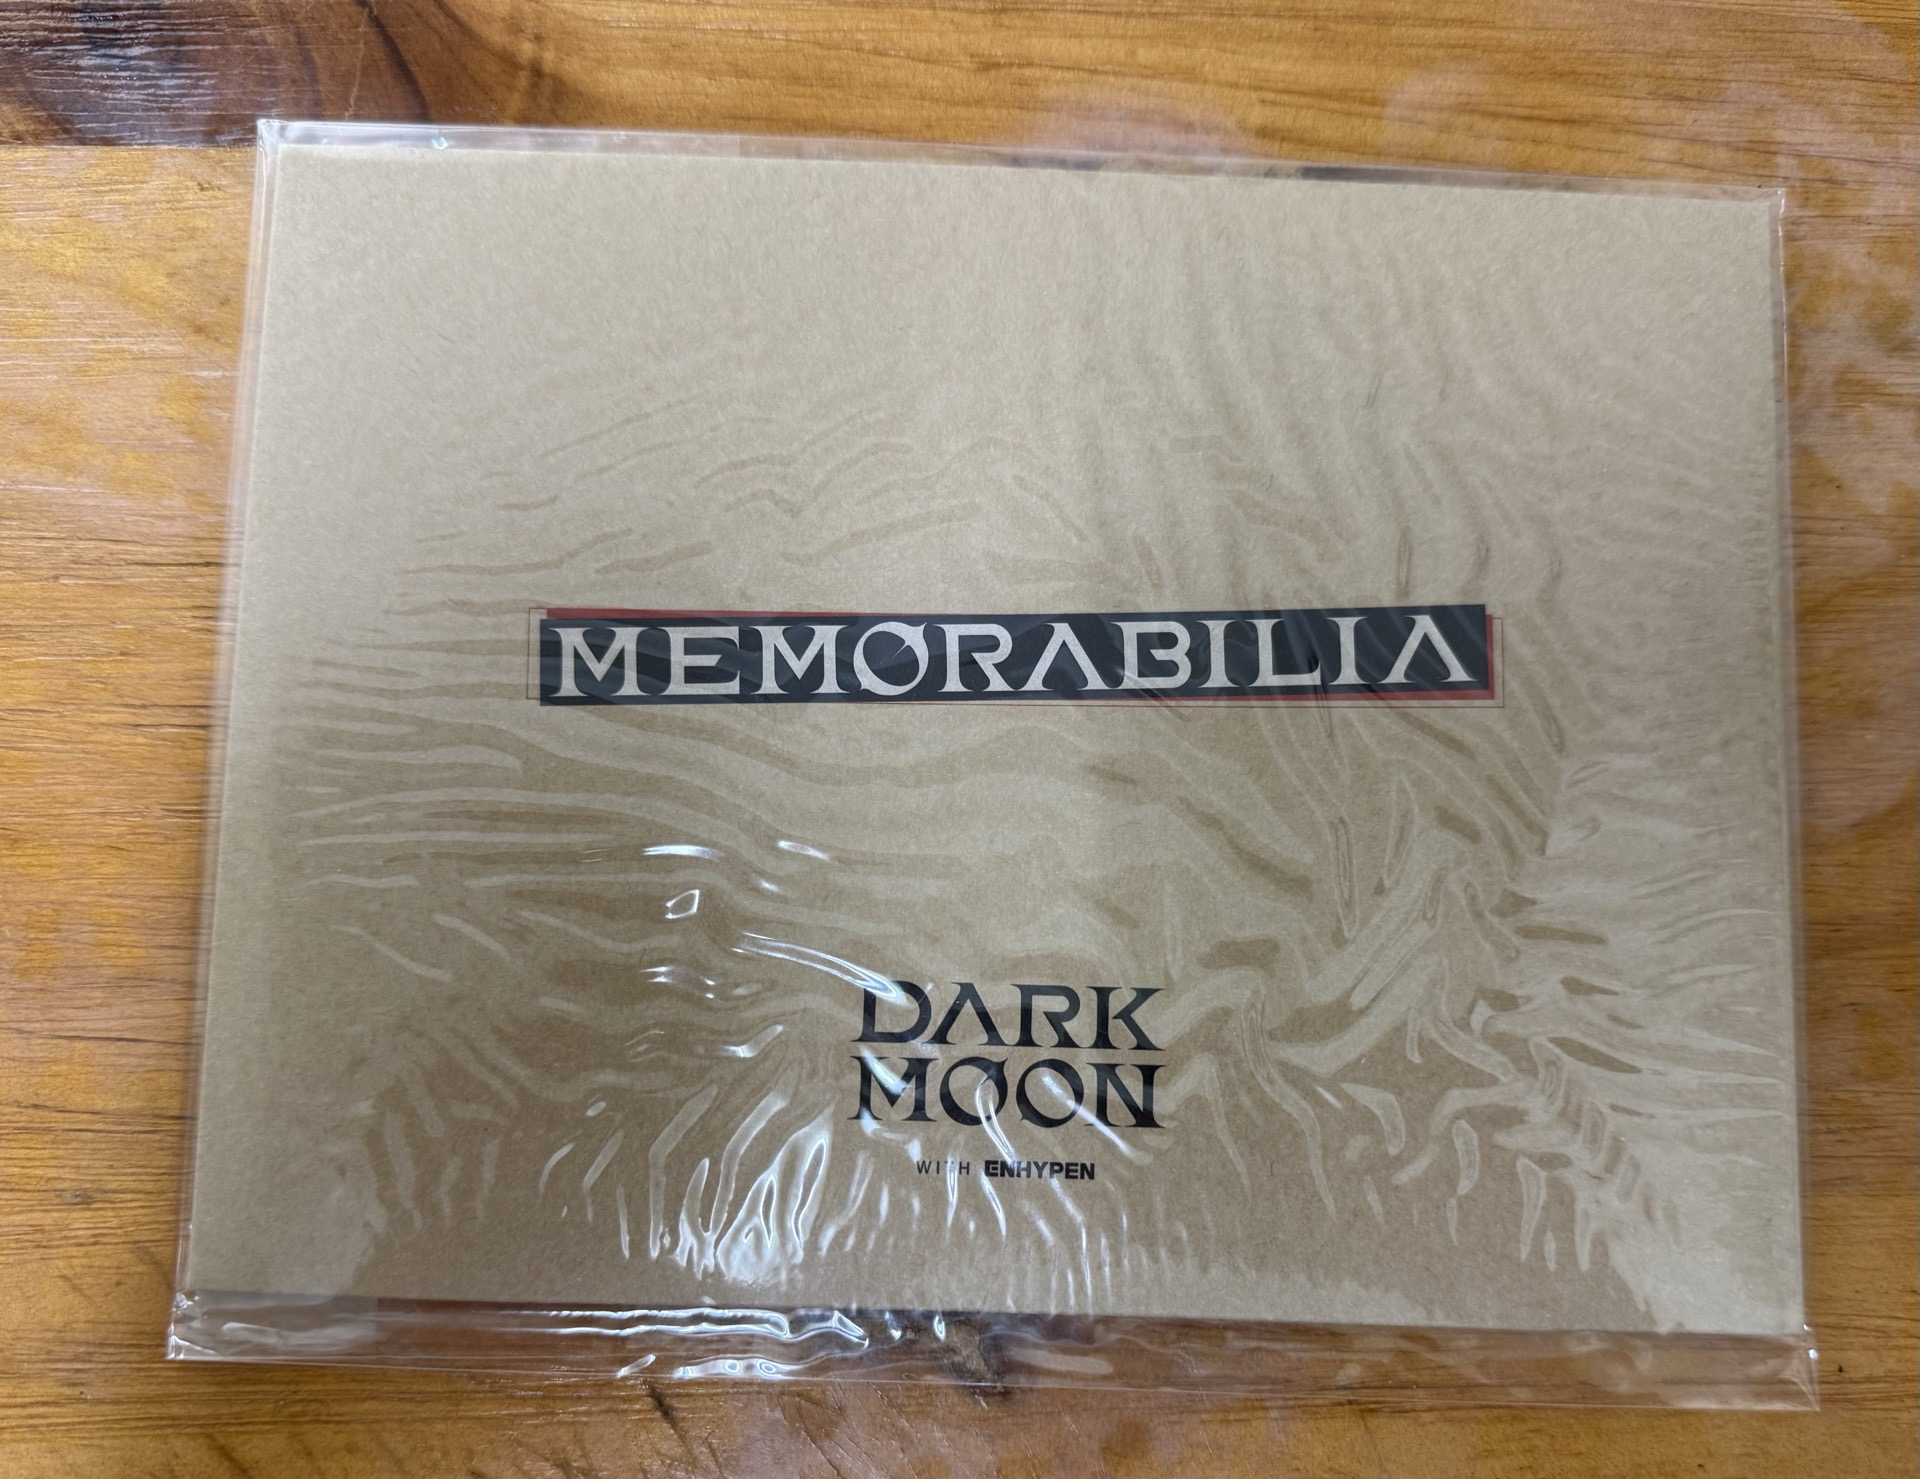 MEMORABILIA
DARK
MOON
WITH ENHYPEN